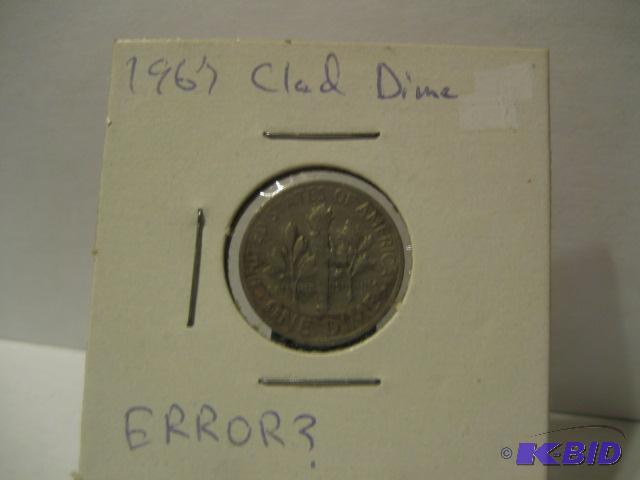 1967 Clad Dime
UNITED STATES OF AMERICA
ONE DIME
ERROR?
© K-BID